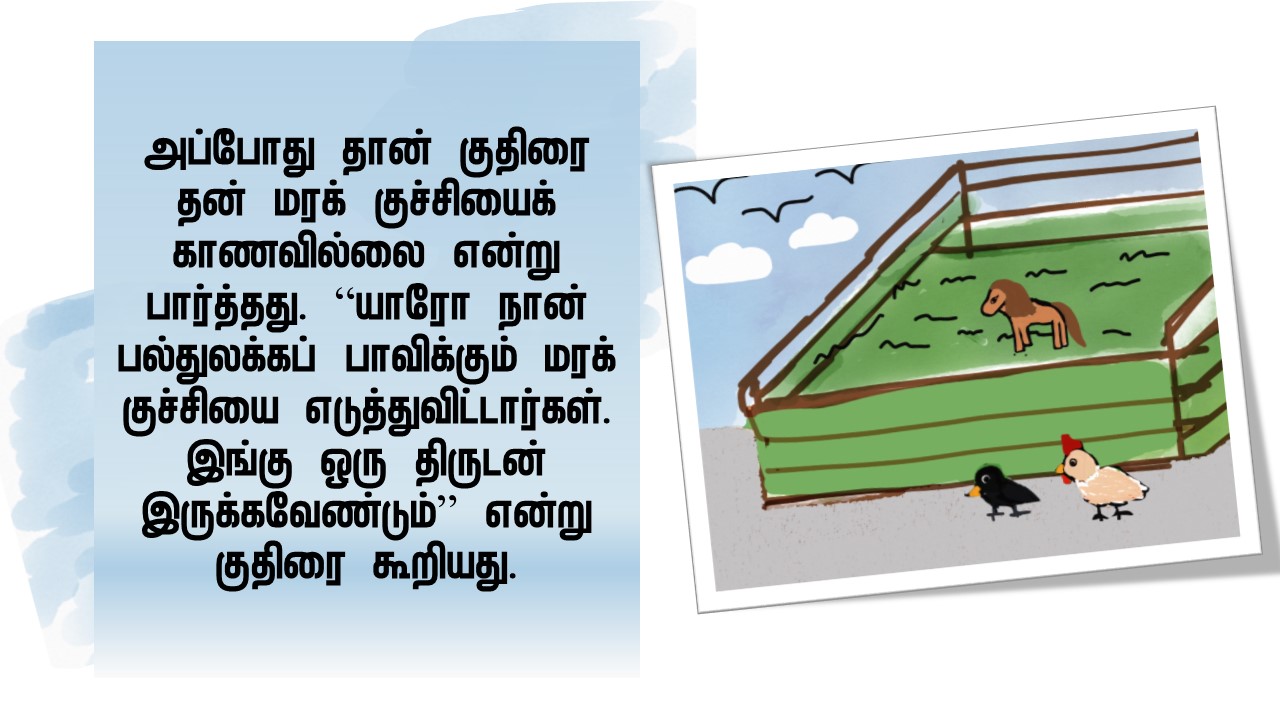 அப்போது தான் குதிரை
தன் மரக் குச்சியைக்
காணவில்லை என்று
பார்த்தது. “யாரோ நான்
பல்துலக்கப் பாவிக்கும் மரக்
குச்சியை எடுத்துவிட்டார்கள்.
இங்கு ஒரு திருடன்
இருக்கவேண்டும்” என்று
குதிரை கூறியது.